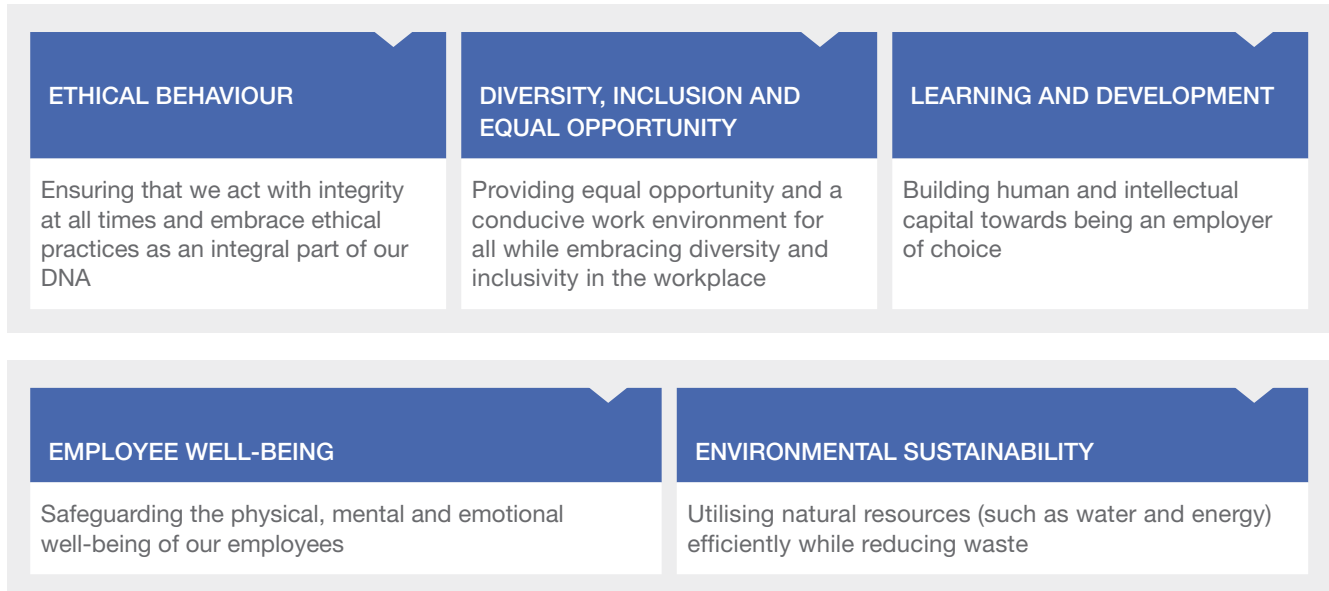 ETHICAL BEHAVIOUR
Ensuring that we act with integrity
at all times and embrace ethical
practices as an integral part of our
DNA
DIVERSITY, INCLUSION AND
EQUAL OPPORTUNITY
Providing equal opportunity and a
conducive work environment for
all while embracing diversity and
inclusivity in the workplace
LEARNING AND DEVELOPMENT
Building human and intellectual
capital towards being an employer
of choice
EMPLOYEE WELL-BEING
Safeguarding the physical, mental and emotional
well-being of our employees
ENVIRONMENTAL SUSTAINABILITY
Utilising natural resources (such as water and energy)
efficiently while reducing waste